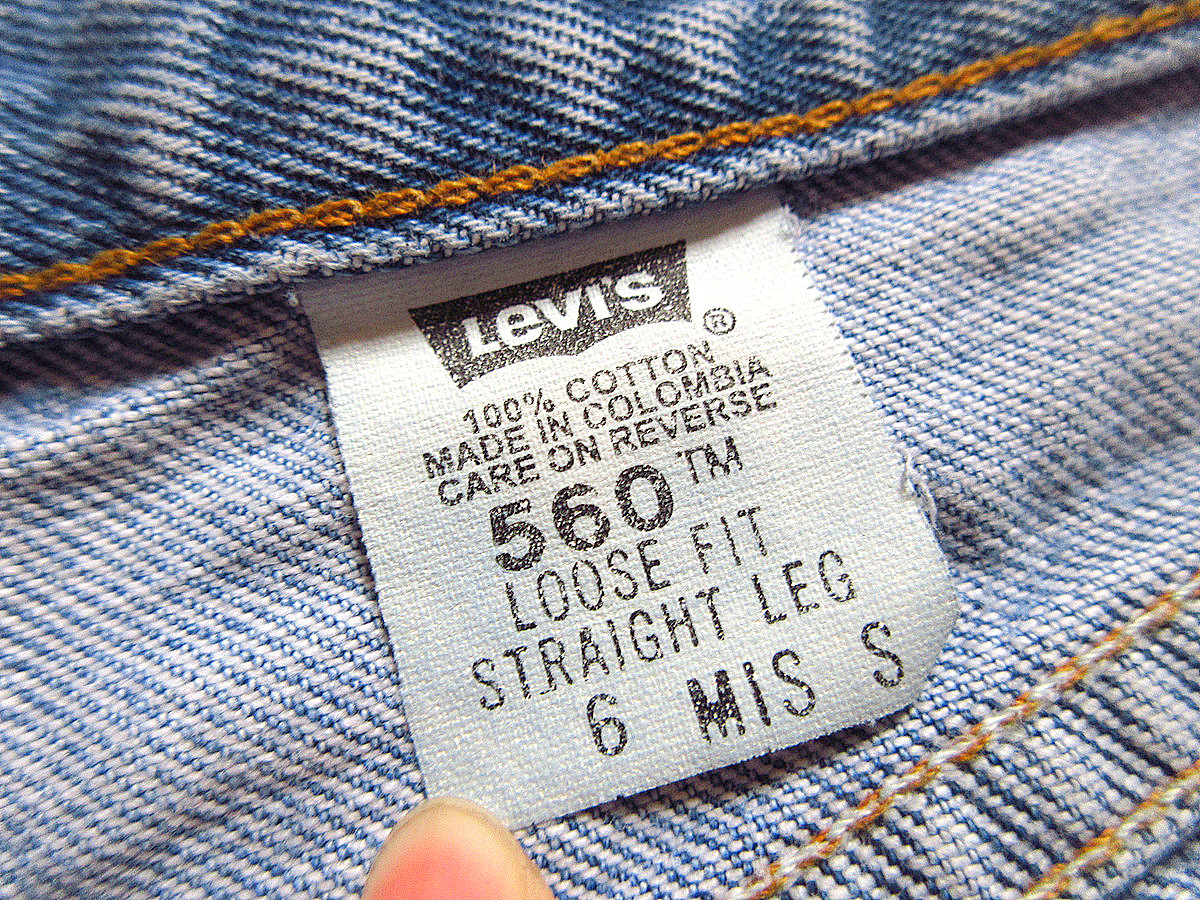 LEVI'S ®
100% COTTON
MADE IN COLOMBIA
CARE ON REVERSE
560 TM
LOOSE FIT
STRAIGHT LEG
6 MIS S